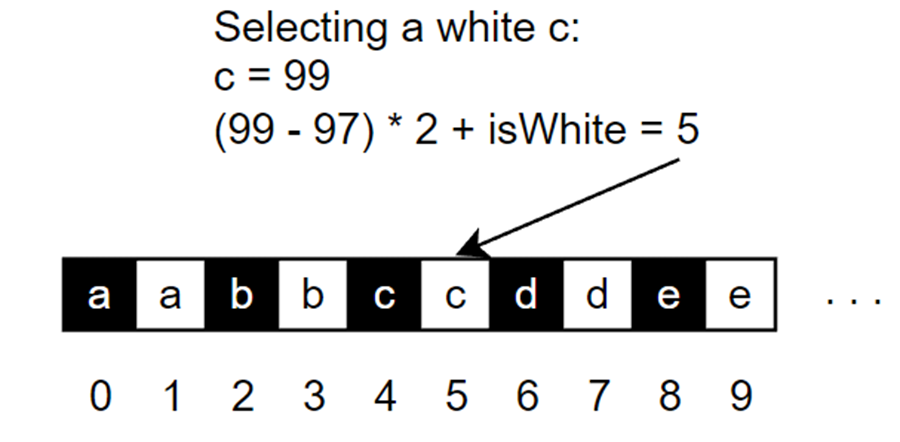 Selecting a white c:
c = 99
(99 - 97) * 2 + isWhite = 5
a a b b c c d d e e . . .
0 1 2 3 4 5 6 7 8 9